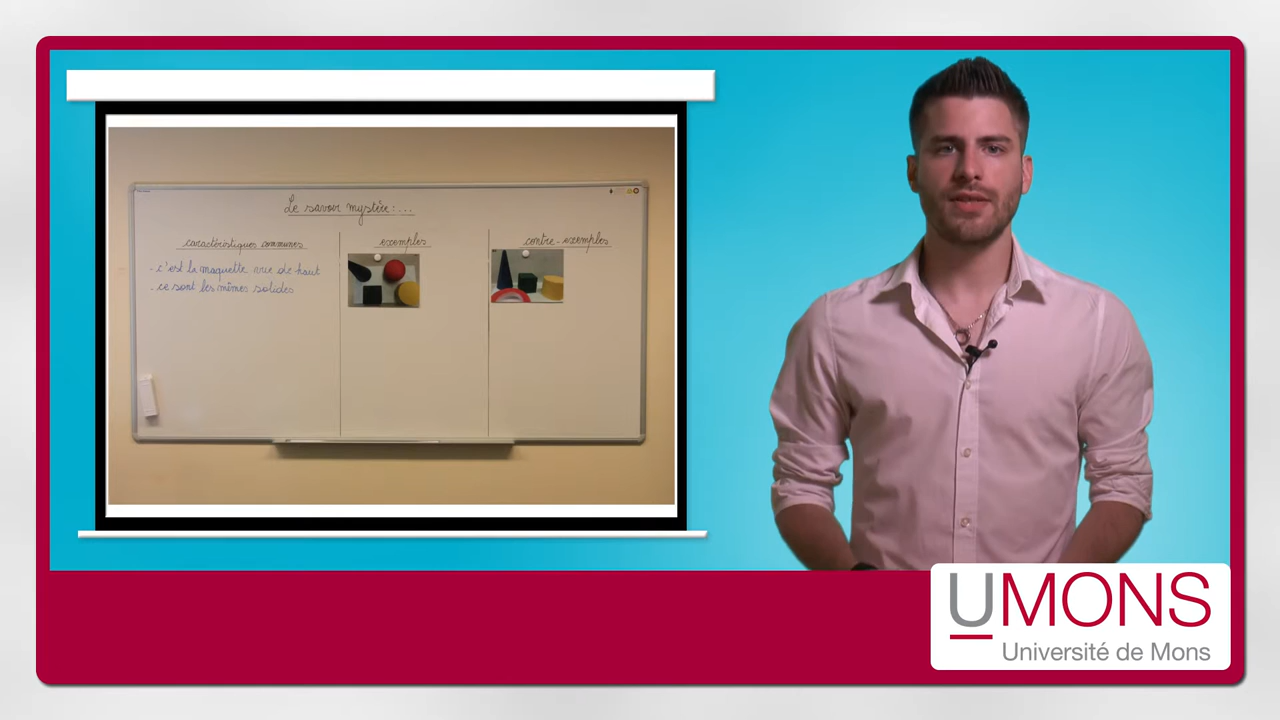 Le savoir mystère : ...
caractéristiques communes
exemples
contre-exemples
- c'est la maquette vue de haut
- ce sont les mêmes solides
UMONS
Université de Mons